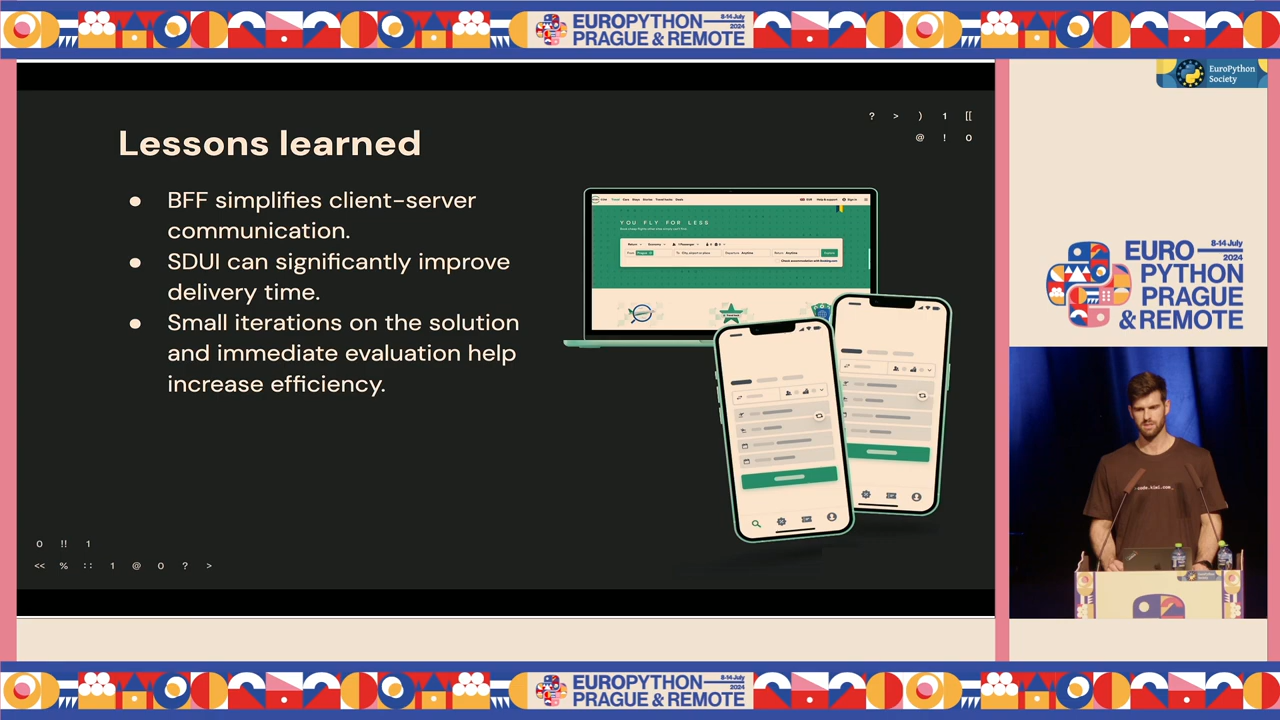 EUROPYTHON 8-14 July 2024
PRAGUE & REMOTE
EuroPython
Society
? > ) 1 [[
@ ! 0
Lessons learned
● BFF simplifies client-server
communication.
● SDUI can significantly improve
delivery time.
● Small iterations on the solution
and immediate evaluation help
increase efficiency.
YOU FLY FOR LESS
EURO 8-14 July 2024
PYTHON
PRAGUE
& REMOTE
code.kiwi.com
0 !! 1
<< % :: 1 @ 0 ? >
EUROPYTHON 8-14 July 2024
PRAGUE & REMOTE